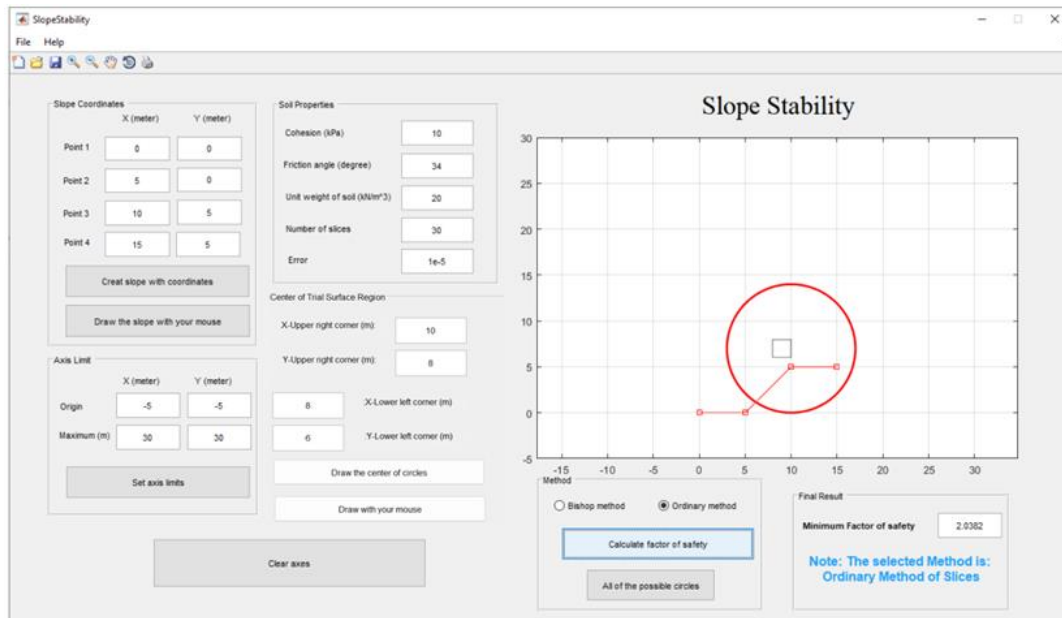 SlopeStability
File Help
Slope Coordinates
X (meter) Y (meter)
Point 1 0 0
Point 2 5 0
Point 3 10 5
Point 4 15 5
Creat slope with coordinates
Draw the slope with your mouse
Axis Limit
X (meter) Y (meter)
Origin -5 -5
Maximum (m) 30 30
Set axis limits
Clear axes
Soil Properties
Cohesion (kPa) 10
Friction angle (degree) 34
Unit weight of soil (kN/m^3) 20
Number of slices 30
Error 1e-5
Center of Trial Surface Region
X-Upper right corner (m): 10
Y-Upper right corner (m): 8
8 X-Lower left corner (m)
6 Y-Lower left corner (m)
Draw the center of circles
Draw with your mouse
Slope Stability
30
25
20
15
10
5
0
-5
-15 -10 -5 0 5 10 15 20 25 30
Method
Bishop method Ordinary method
Calculate factor of safety
All of the possible circles
Final Result
Minimum Factor of safety 2.0382
Note: The selected Method is:
Ordinary Method of Slices